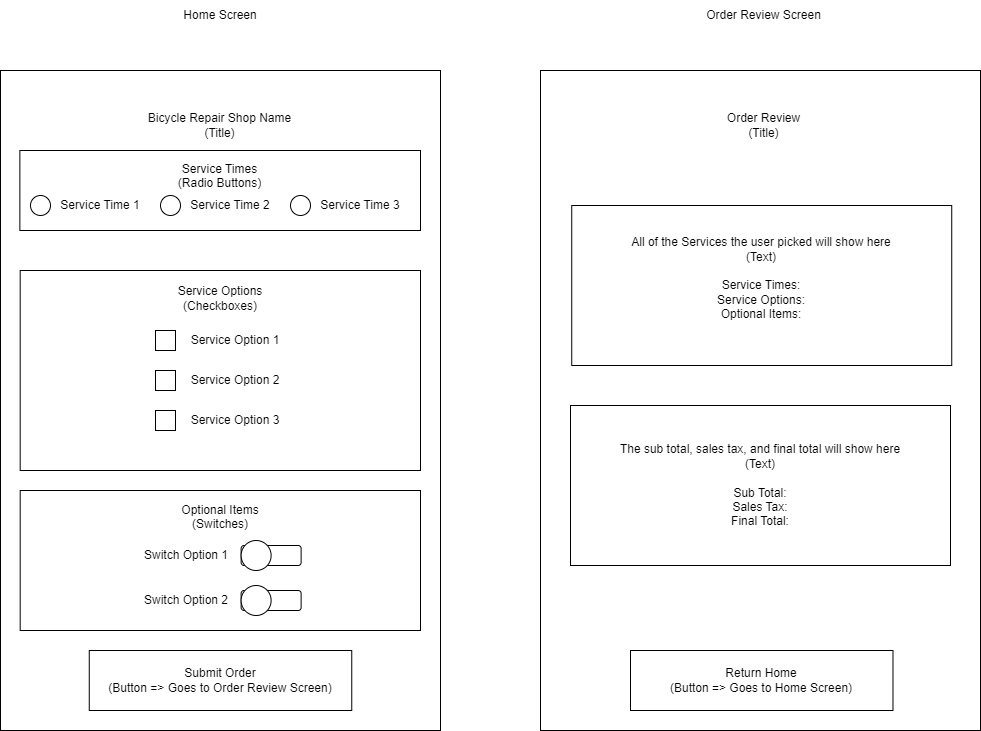 Home Screen
Bicycle Repair Shop Name
(Title)
Service Times
(Radio Buttons)
Service Time 1
Service Time 2
Service Time 3
Service Options
(Checkboxes)
Service Option 1
Service Option 2
Service Option 3
Optional Items
(Switches)
Switch Option 1
Switch Option 2
Submit Order
(Button => Goes to Order Review Screen)
Order Review Screen
Order Review
(Title)
All of the Services the user picked will show here
(Text)
Service Times:
Service Options:
Optional Items:
The sub total, sales tax, and final total will show here
(Text)
Sub Total:
Sales Tax:
Final Total:
Return Home
(Button => Goes to Home Screen)